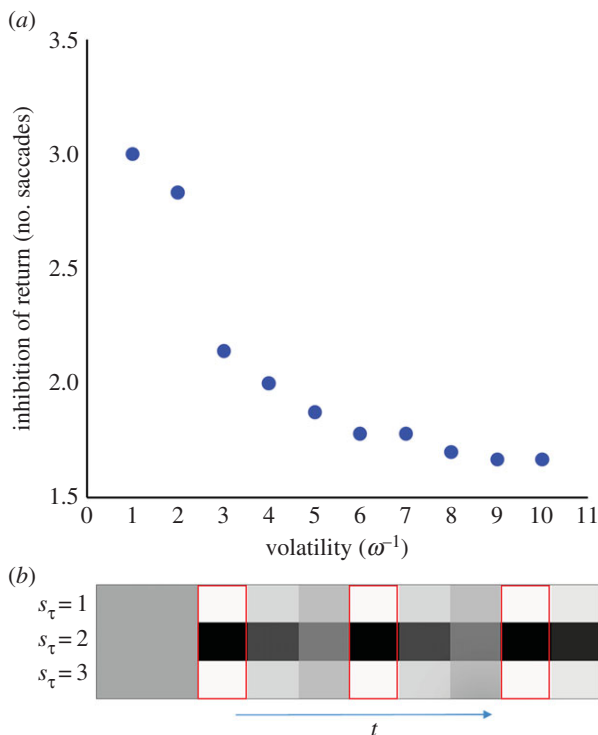 (a)
3.5
3.0
2.5
2.0
1.5
inhibition of return (no. saccades)
0 1 2 3 4 5 6 7 8 9 10 11
volatility (ω⁻¹)
(b)
sτ = 1
sτ = 2
sτ = 3
t